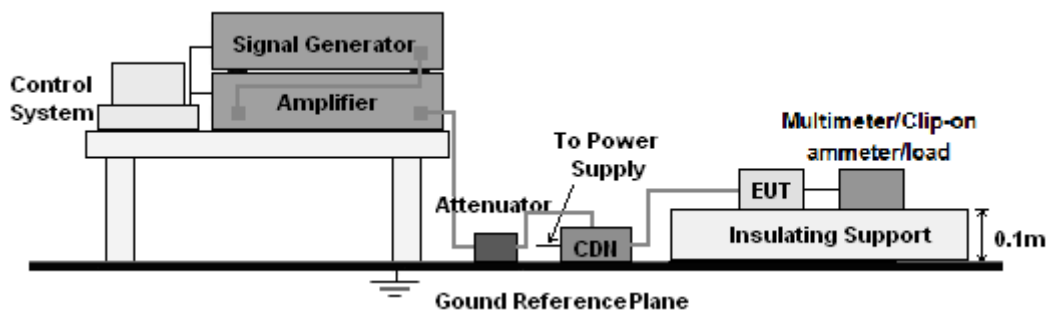 Signal Generator
Control
System
Amplifier
Multimeter/Clip-on
ammeter/load
To Power
Supply
Attenuator
EUT
CDN
Insulating Support
0.1m
Gound Reference Plane